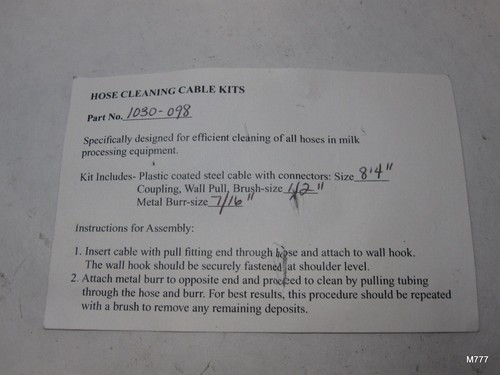 HOSE CLEANING CABLE KITS
Part No. 1030-098
Specifically designed for efficient cleaning of all hoses in milk
processing equipment.
Kit Includes- Plastic coated steel cable with connectors: Size 8'4"
Coupling, Wall Pull, Brush-size 1/2"
Metal Burr-size 7/16"
Instructions for Assembly:
1. Insert cable with pull fitting end through hose and attach to wall hook.
The wall hook should be securely fastened at shoulder level.
2. Attach metal burr to opposite end and proceed to clean by pulling tubing
through the hose and burr. For best results, this procedure should be repeated
with a brush to remove any remaining deposits.
M777